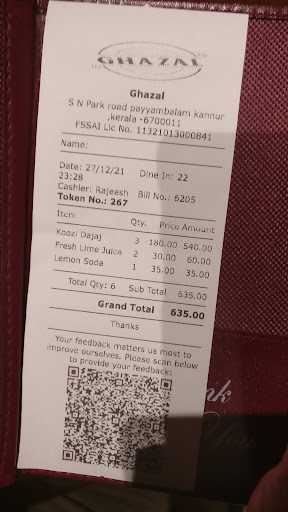 GHAZAL
Ghazal
S N Park road payyambalam kannur
,kerala -6700011
FSSAI Lic No. 11321013000841
Name:
Date: 27/12/21 Dine In: 22
23:28
Cashier: Rajeesh Bill No.: 6205
Token No.: 267
Item Qty. Price Amount
Koozi Dajaj 3 180.00 540.00
Fresh Lime Juice 2 30.00 60.00
Lemon Soda 1 35.00 35.00
Total Qty: 6 Sub Total 635.00
Grand Total 635.00
Thanks
Your feedback matters us most to
improve ourselves. Please scan below
to provide your feedback:
You